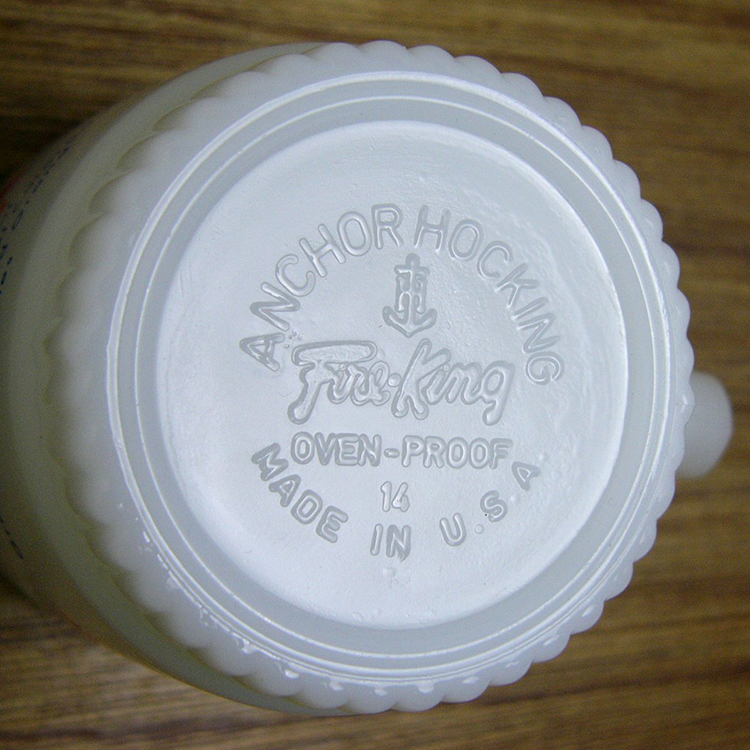 ANCHOR HOCKING
Fire-King
OVEN-PROOF
14
MADE IN U.S.A.